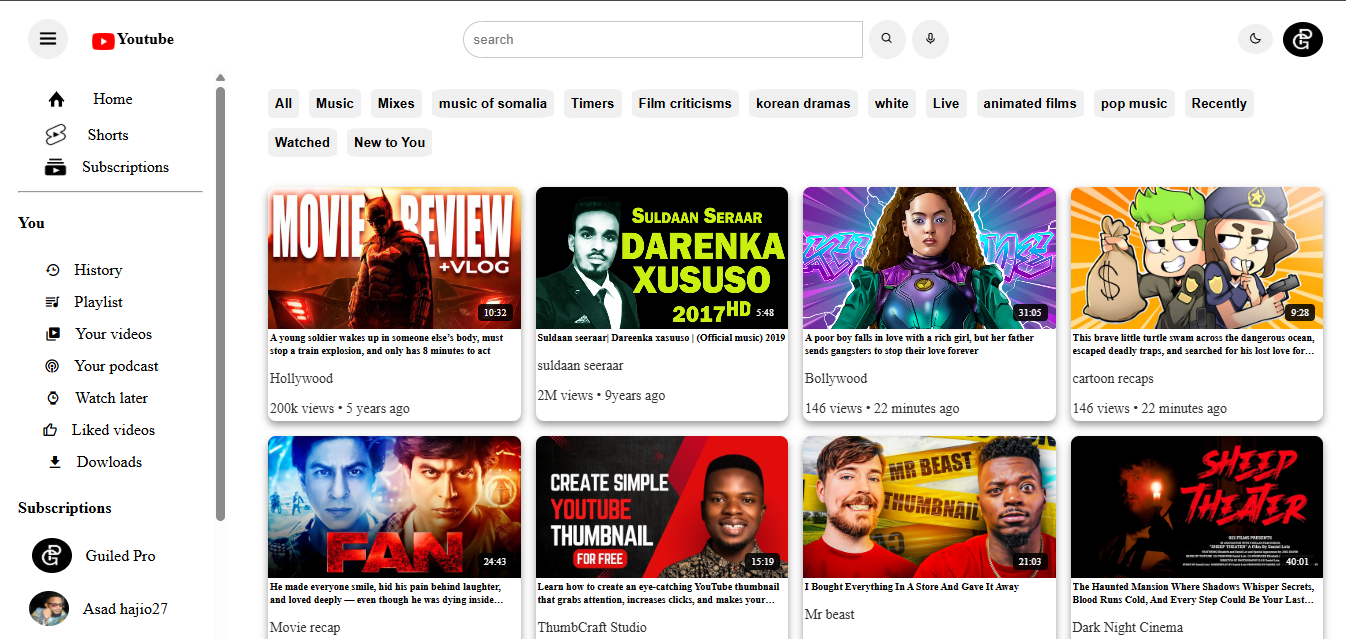 Youtube
search
Home
Shorts
Subscriptions
You
History
Playlist
Your videos
Your podcast
Watch later
Liked videos
Dowloads
Subscriptions
Guiled Pro
Asad hajio27
All Music Mixes music of somalia Timers Film criticisms korean dramas white Live animated films pop music Recently
Watched New to You
MOVIE REVIEW
+VLOG
10:32
A young soldier wakes up in someone else's body, must
stop a train explosion, and only has 8 minutes to act
Hollywood
200k views • 5 years ago
SULDAAN SERAAR
DARENKA
XUSUSO
2017HD
5:48
Suldaan seeraar| Dareenka xasuuso | (Official music) 2019
suldaan seeraar
2M views • 9years ago
31:05
A poor boy falls in love with a rich girl, but her father
sends gangsters to stop their love forever
Bollywood
146 views • 22 minutes ago
$
9:28
This brave little turtle swam across the dangerous ocean,
escaped deadly traps, and searched for his lost love for…
cartoon recaps
146 views • 22 minutes ago
FAN
24:43
He made everyone smile, hid his pain behind laughter,
and loved deeply — even though he was dying inside…
Movie recap
CREATE SIMPLE
YOUTUBE
THUMBNAIL
FOR FREE
15:19
Learn how to create an eye-catching YouTube thumbnail
that grabs attention, increases clicks, and makes your…
ThumbCraft Studio
MR BEAST
THUMBNAIL
21:03
I Bought Everything In A Store And Gave It Away
Mr beast
SHEEP
THEATER
40:01
The Haunted Mansion Where Shadows Whisper Secrets,
Blood Runs Cold, And Every Step Could Be Your Last…
Dark Night Cinema